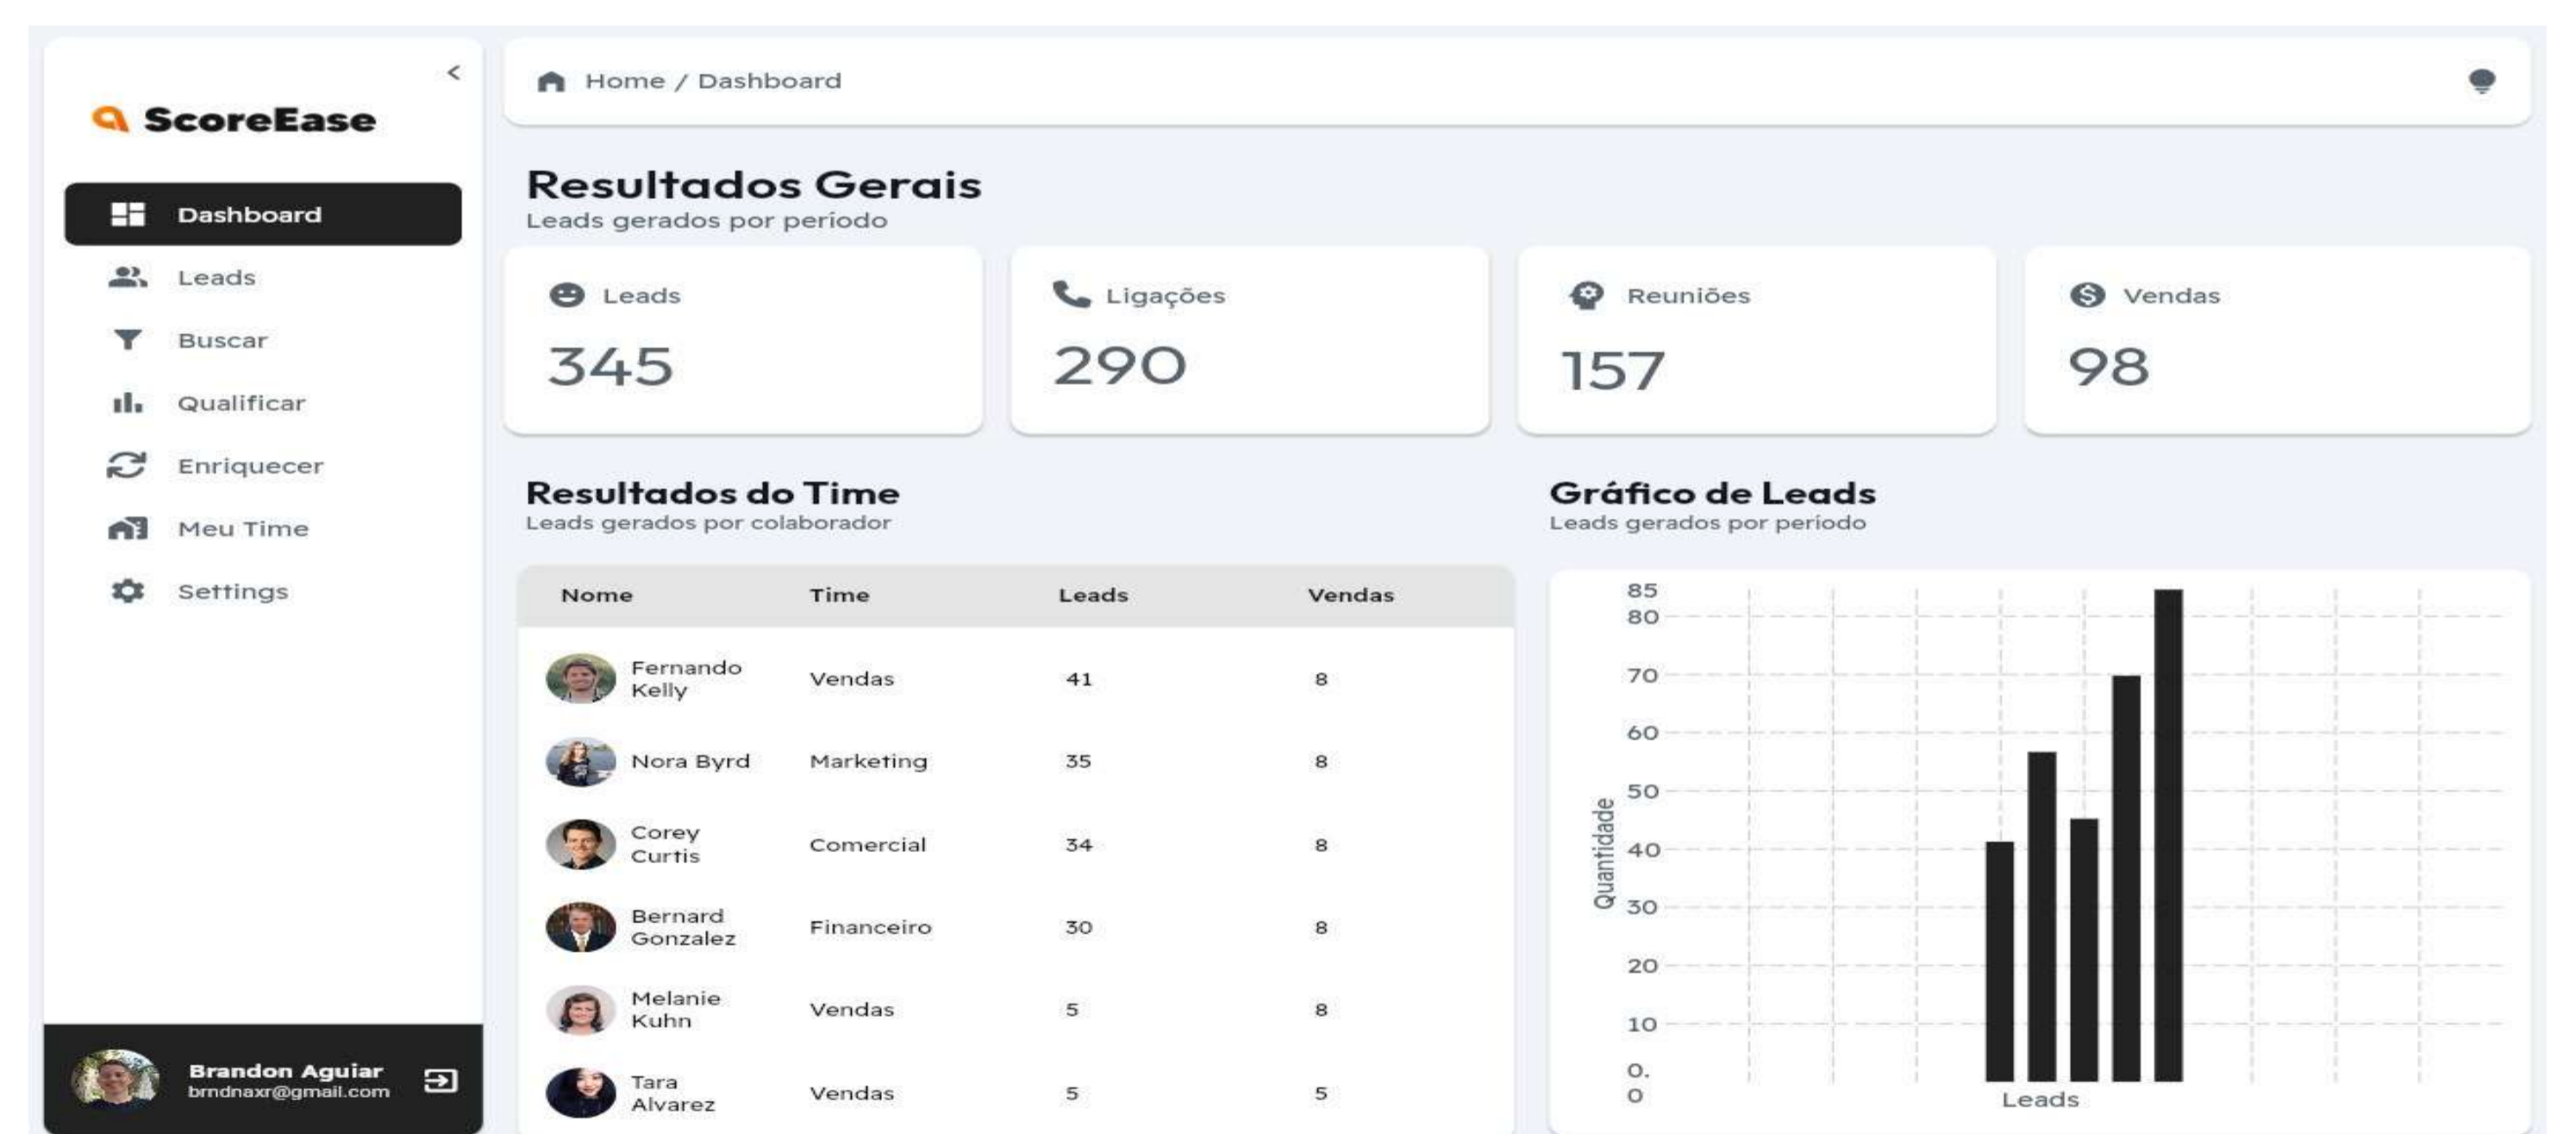 ScoreEase
Dashboard
Leads
Buscar
Qualificar
Enriquecer
Meu Time
Settings
Brandon Aguiar
brndnaxr@gmail.com
Home / Dashboard
Resultados Gerais
Leads gerados por período
Leads
345
Ligações
290
Reuniões
157
Vendas
98
Resultados do Time
Leads gerados por colaborador
Nome Time Leads Vendas
Fernando
Kelly
Vendas 41 8
Nora Byrd Marketing 35 8
Corey
Curtis
Comercial 34 8
Bernard
Gonzalez
Financeiro 30 8
Melanie
Kuhn
Vendas 5 8
Tara
Alvarez
Vendas 5 5
Gráfico de Leads
Leads gerados por período
85
80
70
60
50
40
30
20
10
0.
0
Quantidade
Leads